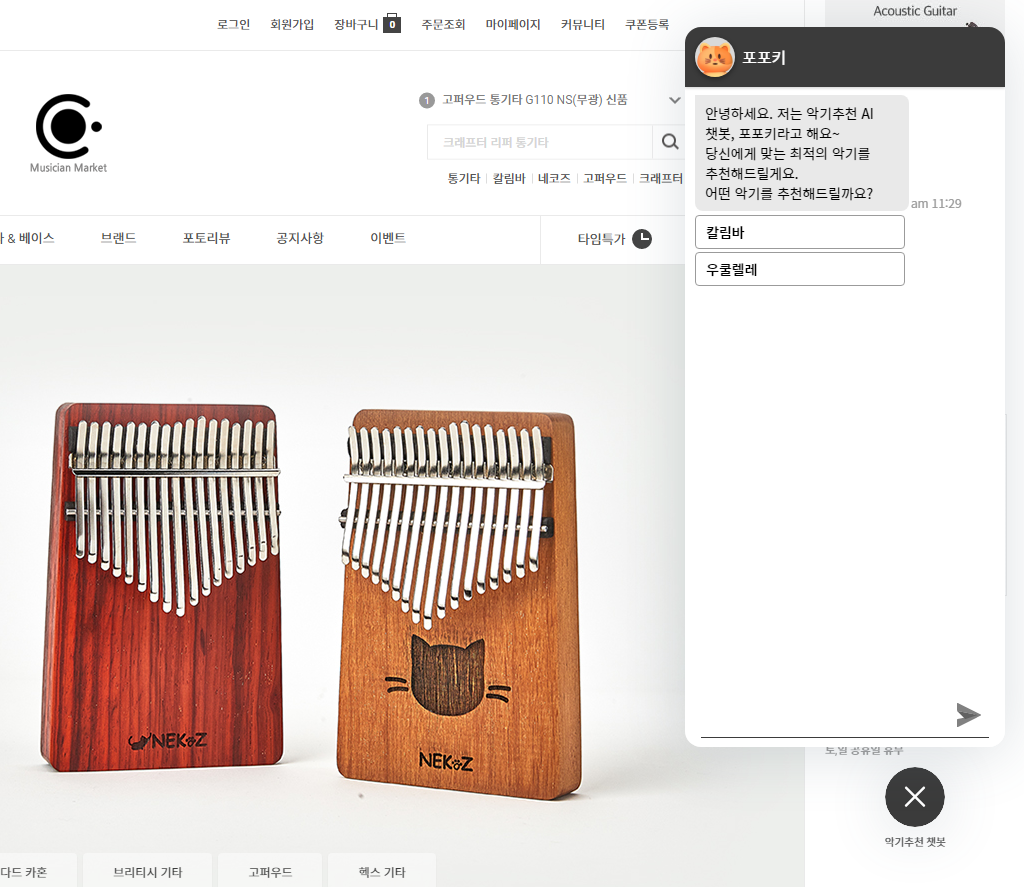 로그인 회원가입 장바구니 0 주문조회 마이페이지 커뮤니티 쿠폰등록
Acoustic Guitar
Musician Market
1 고퍼우드 통기타 G110 NS(무광) 신품
크래프터 리퍼 통기타
통기타 칼림바 네코즈 고퍼우드 크래프터
& 베이스 브랜드 포토리뷰 공지사항 이벤트 타임특가
포포키
안녕하세요. 저는 악기추천 AI
챗봇, 포포키라고 해요~
당신에게 맞는 최적의 악기를
추천해드릴게요.
어떤 악기를 추천해드릴까요?
am 11:29
칼림바
우쿨렐레
NEKOZ
NEKOZ
토,일 공휴일 휴무
악기추천 챗봇
다드 카혼 브리티시 기타 고퍼우드 헥스 기타